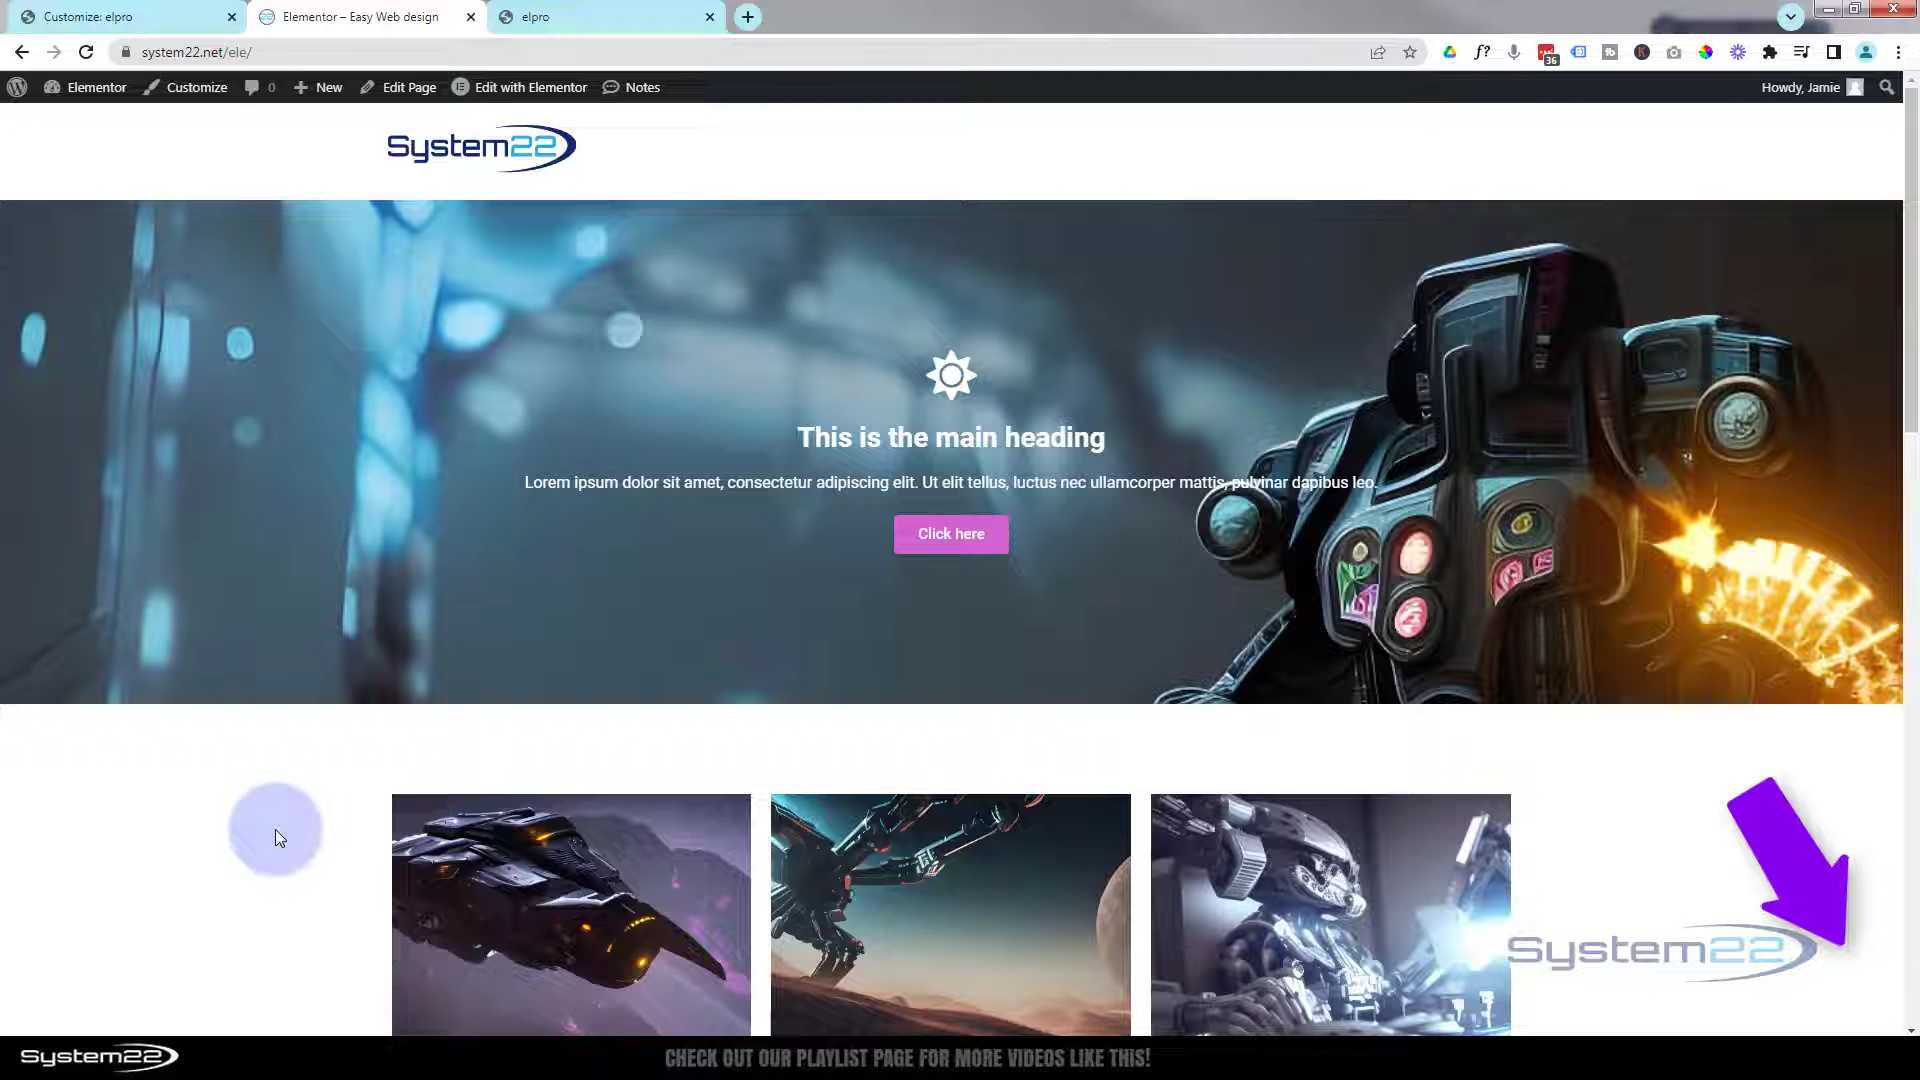 Customize: elpro
Elementor – Easy Web design
elpro
system22.net/ele/
36
Elementor
Customize
0
New
Edit Page
Edit with Elementor
Notes
Howdy, Jamie
System22
This is the main heading
Lorem ipsum dolor sit amet, consectetur adipiscing elit. Ut elit tellus, luctus nec ullamcorper mattis, pulvinar dapibus leo.
Click here
System22
System22
CHECK OUT OUR PLAYLIST PAGE FOR MORE VIDEOS LIKE THIS!